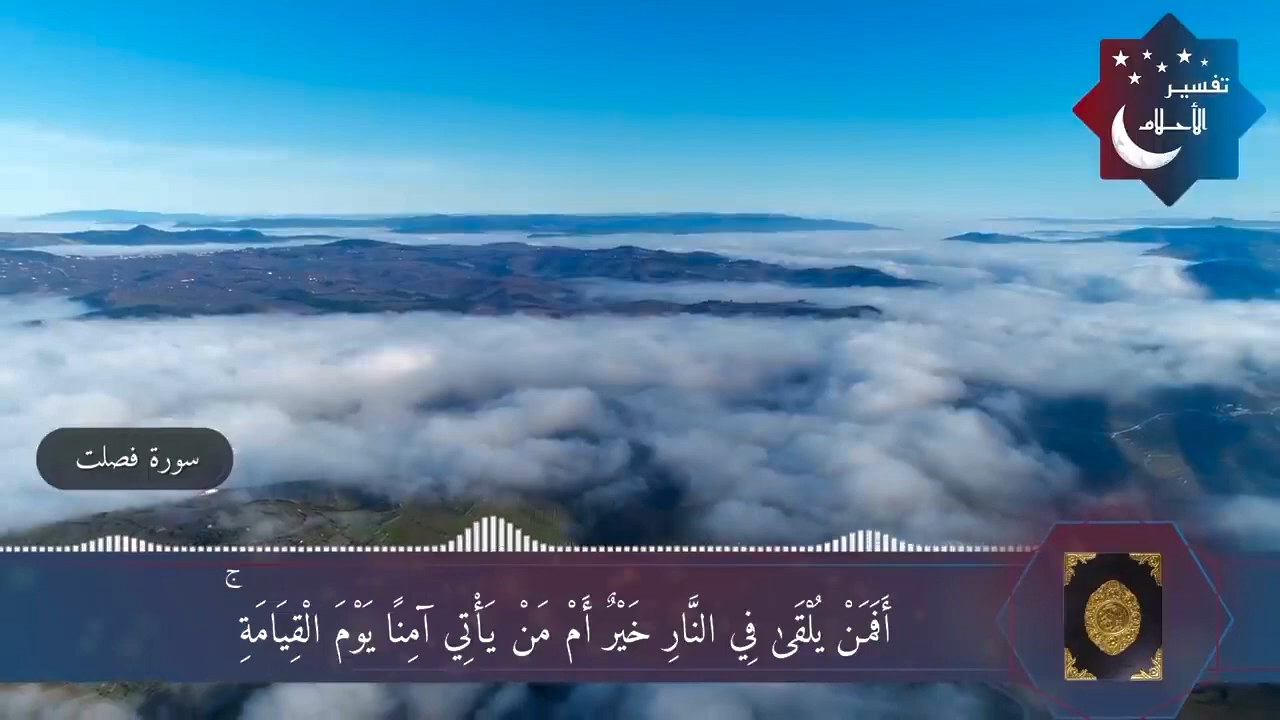 تفسير
الأحلام
سورة فصلت
أَفَمَنْ يُلْقَىٰ فِي النَّارِ خَيْرٌ أَمْ مَنْ يَأْتِي آمِنًا يَوْمَ الْقِيَامَةِ ۚ